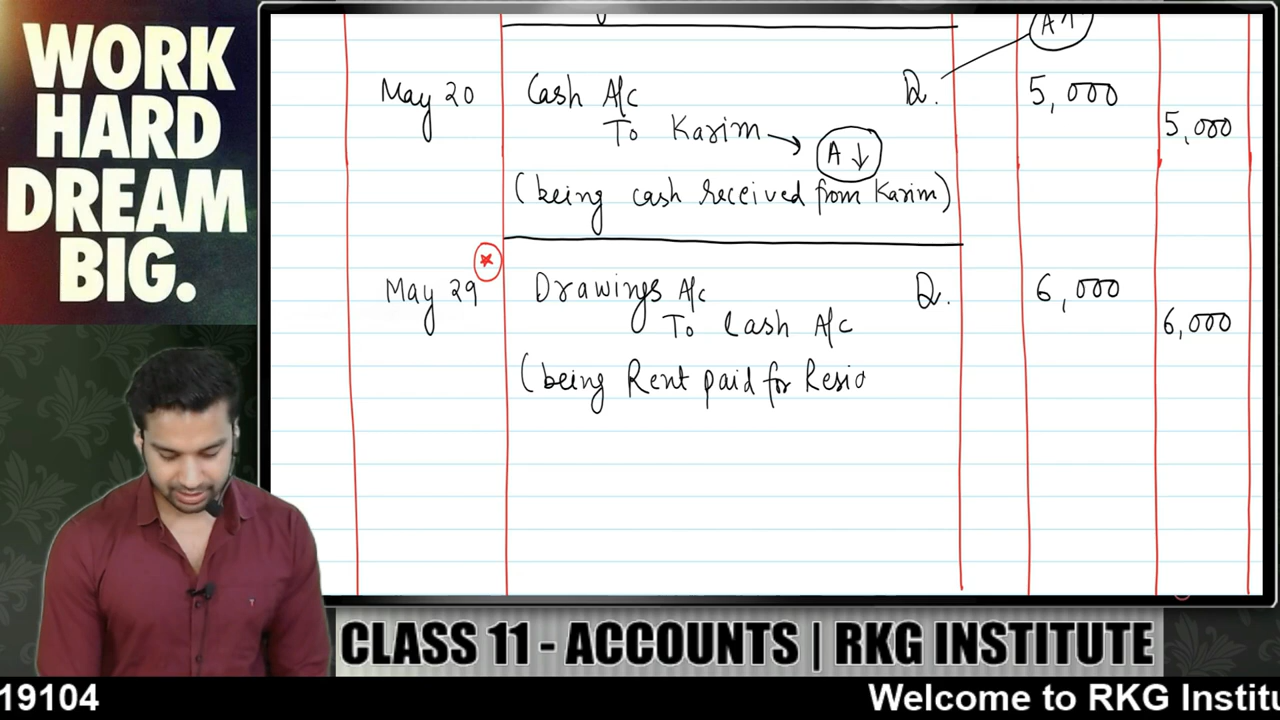 WORK
HARD
DREAM
BIG.
A↑
May 20 Cash A/c Dr. 5,000
To Karim → A ↓ 5,000
(being cash received from Karim)
May 29 Drawings A/c Dr. 6,000
To Cash A/c 6,000
(being Rent paid for Resid
CLASS 11 - ACCOUNTS | RKG INSTITUTE
19104 Welcome to RKG Institu